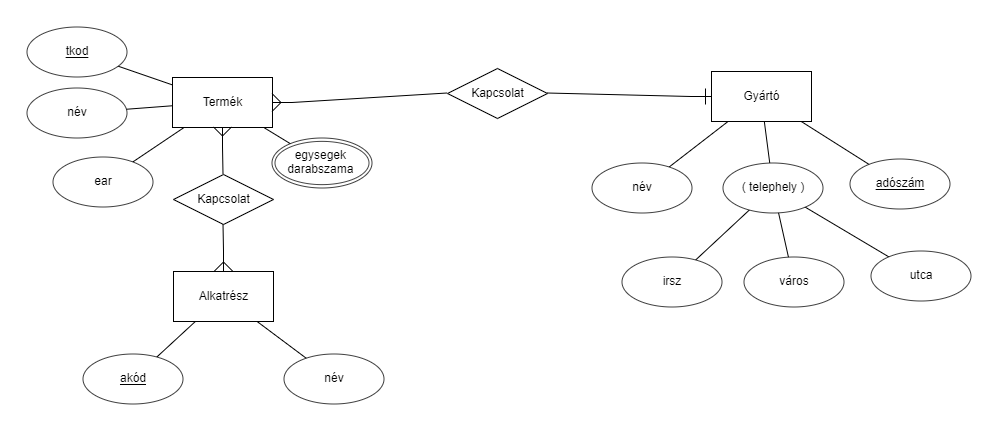 tkod
Termék
név
ear
egysegek
darabszama
Kapcsolat
Gyártó
név
( telephely )
adószám
irsz
város
utca
Kapcsolat
Alkatrész
akód
név